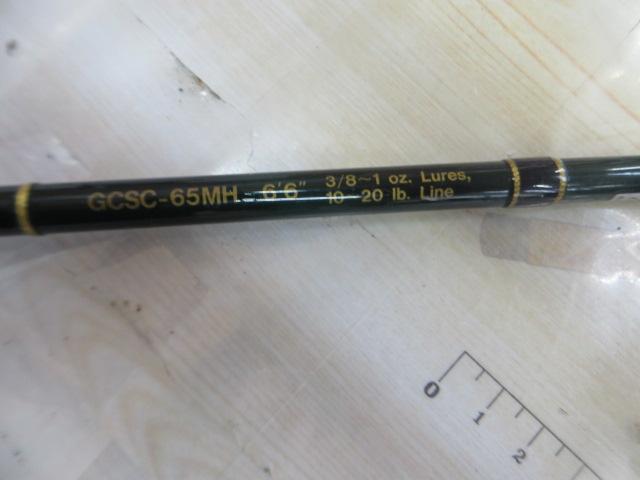 GCSC-65MH 6'6" 3/8~1 oz. Lures,
10~20 lb. Line
0 1 2